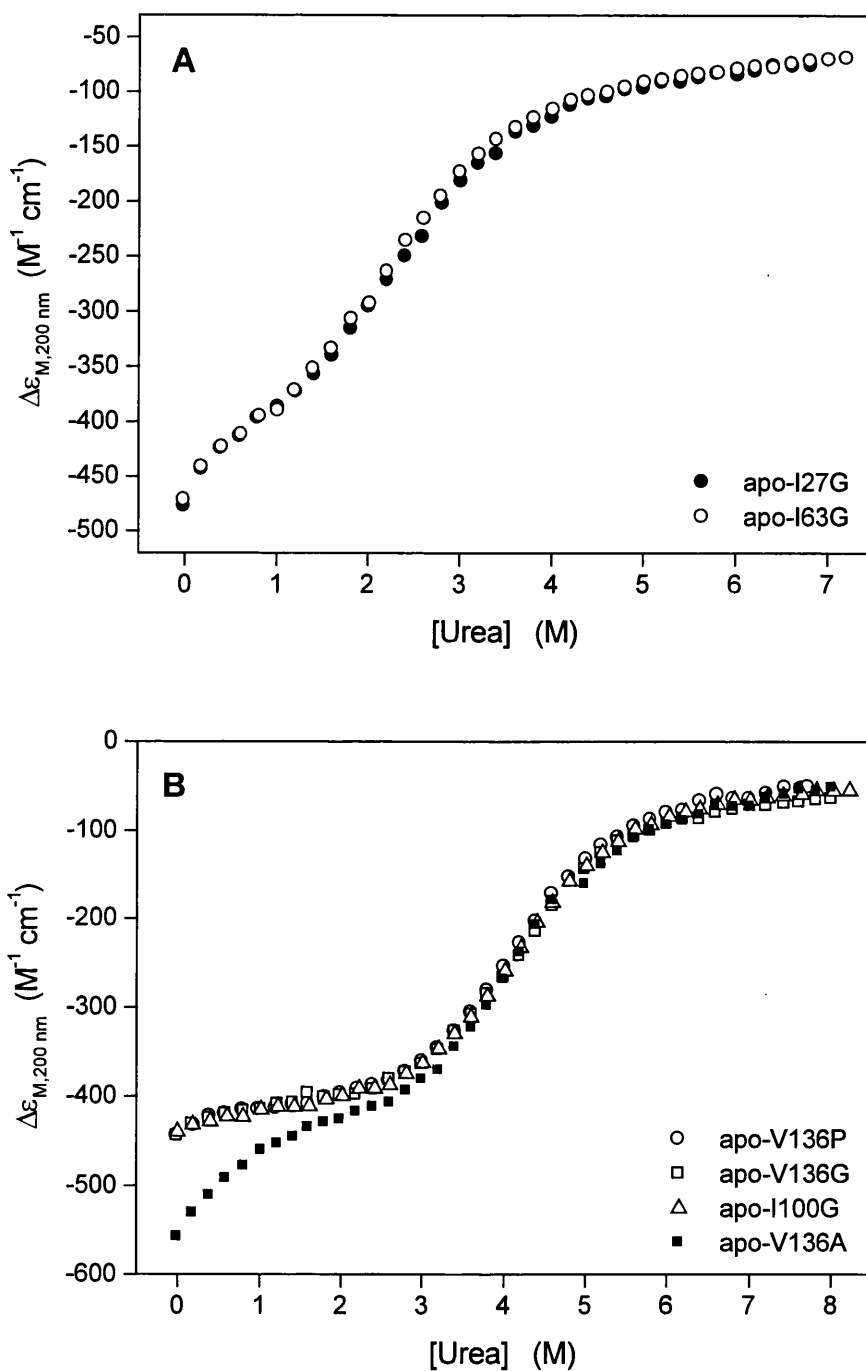 A
-50
-100
-150
-200
-250
-300
-350
-400
-450
-500
Δε_M,200 nm (M⁻¹ cm⁻¹)
● apo-I27G
○ apo-I63G
0 1 2 3 4 5 6 7
[Urea] (M)
B
0
-100
-200
-300
-400
-500
-600
Δε_M,200 nm (M⁻¹ cm⁻¹)
○ apo-V136P
□ apo-V136G
△ apo-I100G
■ apo-V136A
0 1 2 3 4 5 6 7 8
[Urea] (M)